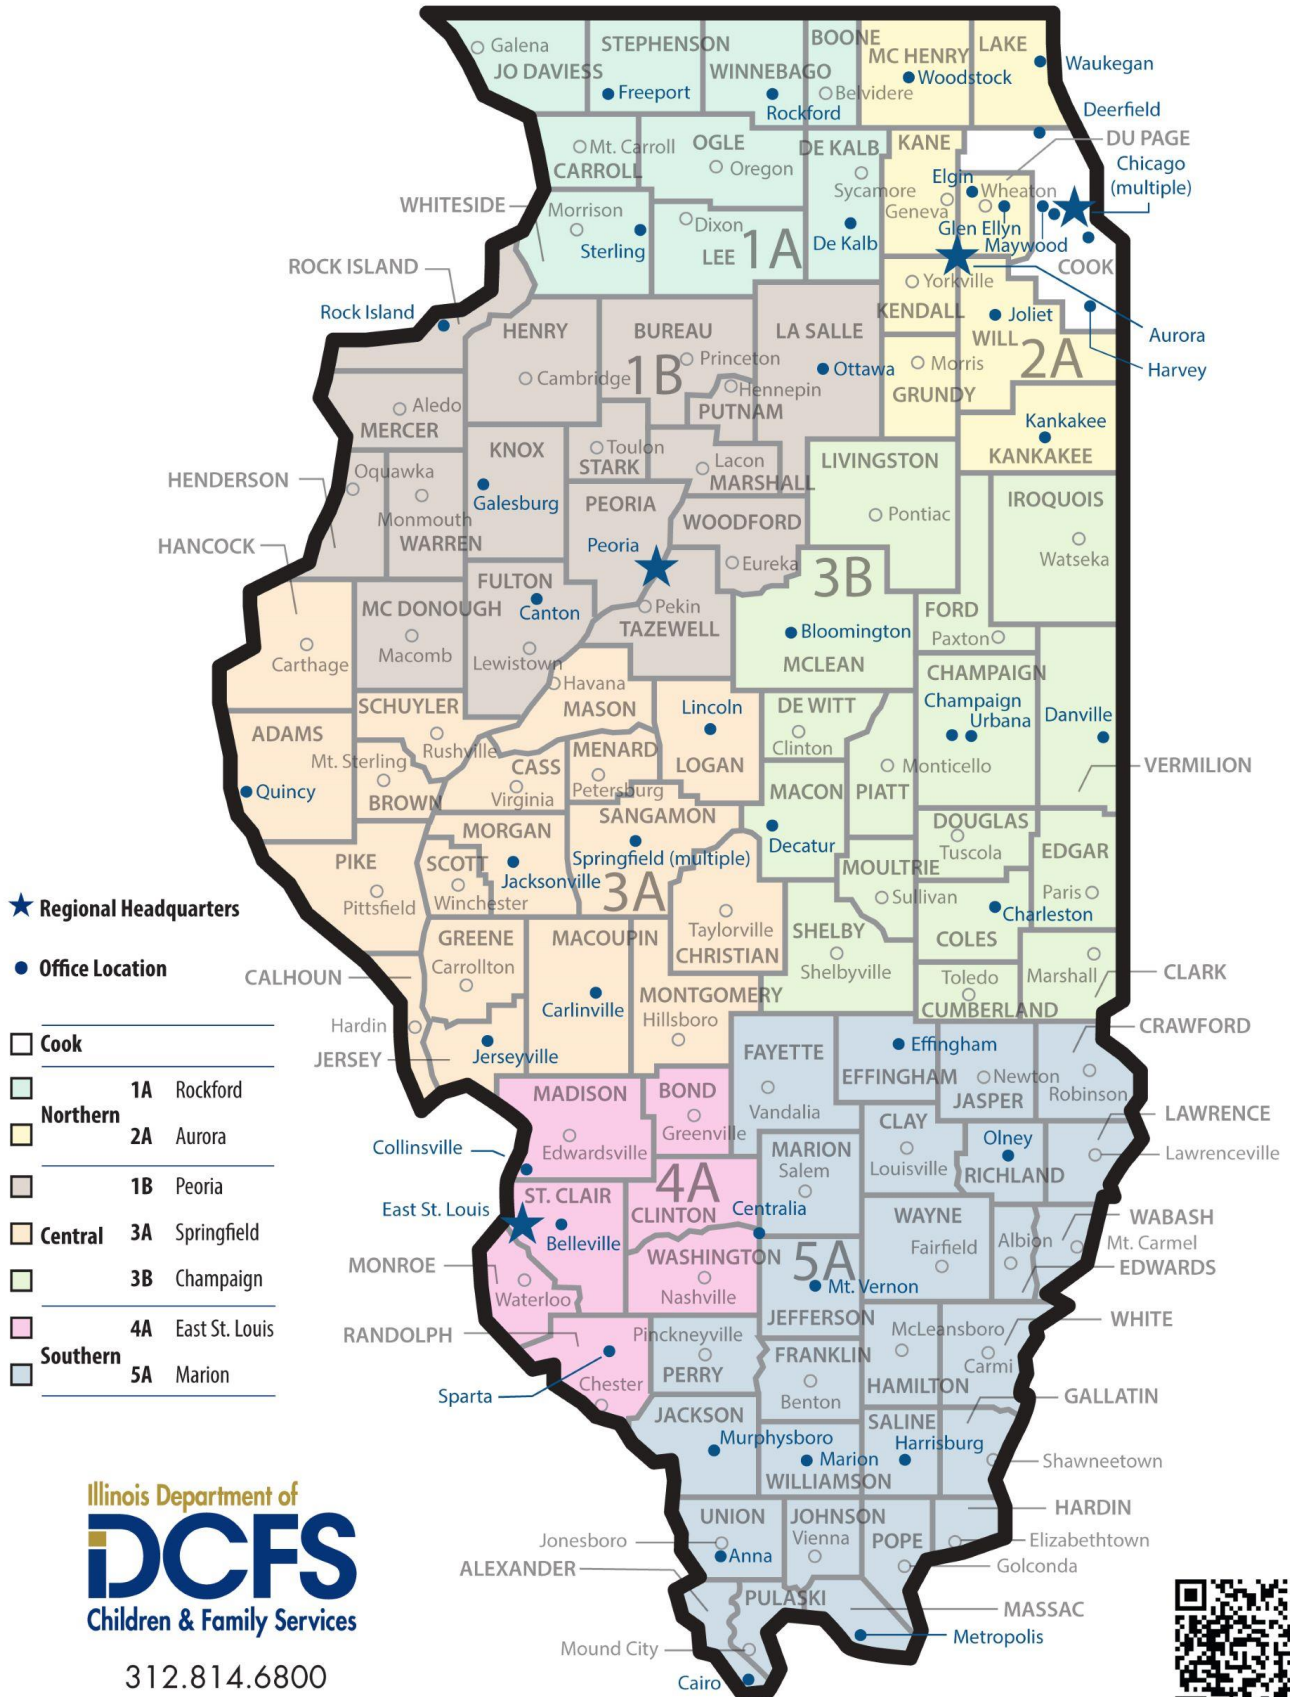 Galena
JO DAVIESS
STEPHENSON
Freeport
WINNEBAGO
Rockford
BOONE
Belvidere
MC HENRY
Woodstock
LAKE
Waukegan
Deerfield
DU PAGE
Chicago
(multiple)
Mt. Carroll
CARROLL
OGLE
Oregon
DE KALB
Sycamore
De Kalb
KANE
Geneva
Elgin
Wheaton
Glen Ellyn
Maywood
COOK
WHITESIDE
Morrison
Sterling
Dixon
LEE
1A
ROCK ISLAND
Rock Island
HENRY
Cambridge
BUREAU
Princeton
1B
Hennepin
PUTNAM
LA SALLE
Ottawa
Yorkville
KENDALL
Joliet
WILL
2A
Aurora
Harvey
Morris
GRUNDY
Kankakee
KANKAKEE
Aledo
MERCER
KNOX
Galesburg
Toulon
STARK
Lacon
MARSHALL
LIVINGSTON
Pontiac
IROQUOIS
Watseka
HENDERSON
Oquawka
Monmouth
WARREN
PEORIA
Peoria
WOODFORD
Eureka
HANCOCK
Carthage
MC DONOUGH
Macomb
FULTON
Canton
Lewistown
Pekin
TAZEWELL
3B
Bloomington
MCLEAN
FORD
Paxton
CHAMPAIGN
Champaign
Urbana
Danville
VERMILION
ADAMS
Quincy
SCHUYLER
Rushville
Mt. Sterling
BROWN
Havana
MASON
Lincoln
LOGAN
MENARD
Petersburg
CASS
Virginia
DE WITT
Clinton
MACON
Decatur
PIATT
Monticello
DOUGLAS
Tuscola
EDGAR
Paris
PIKE
Pittsfield
SCOTT
Winchester
MORGAN
Jacksonville
SANGAMON
Springfield (multiple)
3A
Taylorville
CHRISTIAN
MOULTRIE
Sullivan
SHELBY
Shelbyville
Charleston
COLES
Toledo
CUMBERLAND
Marshall
CLARK
CALHOUN
Hardin
GREENE
Carrollton
JERSEY
Jerseyville
MACOUPIN
Carlinville
MONTGOMERY
Hillsboro
FAYETTE
Vandalia
Effingham
EFFINGHAM
Newton
JASPER
CRAWFORD
Robinson
MADISON
Edwardsville
BOND
Greenville
Collinsville
CLAY
Louisville
Olney
RICHLAND
LAWRENCE
Lawrenceville
MARION
Salem
East St. Louis
ST. CLAIR
Belleville
4A
CLINTON
Centralia
WAYNE
Fairfield
Albion
WABASH
Mt. Carmel
EDWARDS
MONROE
Waterloo
WASHINGTON
Nashville
5A
Mt. Vernon
JEFFERSON
RANDOLPH
Sparta
Chester
Pinckneyville
PERRY
FRANKLIN
Benton
McLeansboro
HAMILTON
WHITE
Carmi
GALLATIN
Shawneetown
JACKSON
Murphysboro
Marion
WILLIAMSON
SALINE
Harrisburg
HARDIN
Elizabethtown
UNION
Jonesboro
Anna
JOHNSON
Vienna
POPE
Golconda
ALEXANDER
PULASKI
Mound City
Cairo
MASSAC
Metropolis
Regional Headquarters
Office Location
Cook
Northern
1A Rockford
2A Aurora
Central
1B Peoria
3A Springfield
3B Champaign
Southern
4A East St. Louis
5A Marion
Illinois Department of
DCFS
Children & Family Services
312.814.6800